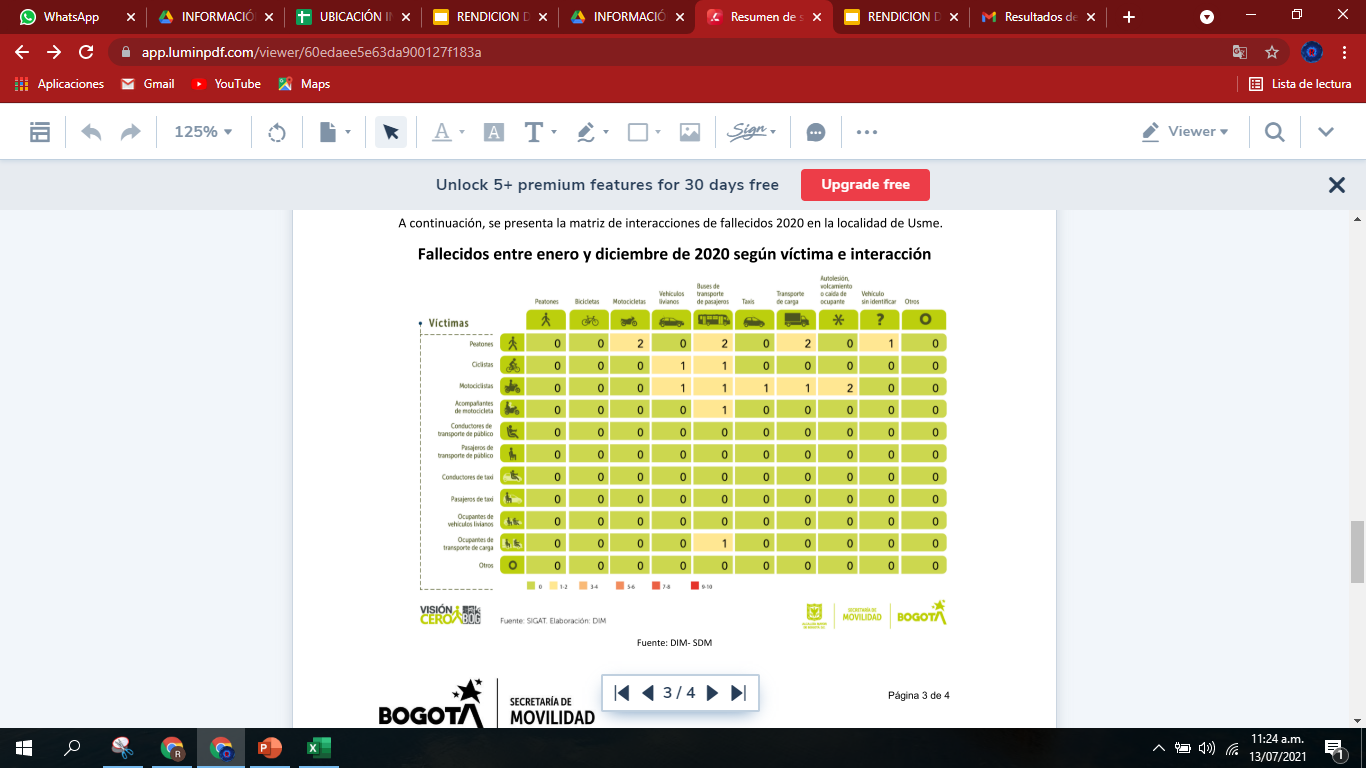 WhatsApp
INFORMACIÓ
UBICACIÓN IN
RENDICION D
INFORMACIÓ
Resumen de s
RENDICION D
Resultados de
app.luminpdf.com/viewer/60edaee5e63da900127f183a
Aplicaciones
Gmail
YouTube
Maps
Lista de lectura
125%
A
A
T
Sign
Viewer
Unlock 5+ premium features for 30 days free
Upgrade free
A continuación, se presenta la matriz de interacciones de fallecidos 2020 en la localidad de Usme.
Fallecidos entre enero y diciembre de 2020 según víctima e interacción
Víctimas
Peatones Bicicletas Motocicletas Vehículos livianos Buses de transporte de pasajeros Taxis Transporte de carga Autolesión, volcamiento o caída de ocupante Vehículo sin identificar Otros
Peatones 0 0 2 0 2 0 2 0 1 0
Ciclistas 0 0 0 1 1 0 0 0 0 0
Motociclistas 0 0 0 1 1 1 1 2 0 0
Acompañantes de motocicleta 0 0 0 0 1 0 0 0 0 0
Conductores de transporte de público 0 0 0 0 0 0 0 0 0 0
Pasajeros de transporte de público 0 0 0 0 0 0 0 0 0 0
Conductores de taxi 0 0 0 0 0 0 0 0 0 0
Pasajeros de taxi 0 0 0 0 0 0 0 0 0 0
Ocupantes de vehículos livianos 0 0 0 0 0 0 0 0 0 0
Ocupantes de transporte de carga 0 0 0 0 1 0 0 0 0 0
Otros 0 0 0 0 0 0 0 0 0 0
0 1-2 3-4 5-6 7-8 9-10
VISIÓN
CERO BOG
Fuente: SIGAT. Elaboración: DIM
SECRETARÍA DE
MOVILIDAD
BOGOTÁ
Fuente: DIM- SDM
BOGOTÁ
SECRETARÍA DE
MOVILIDAD
3 / 4
Página 3 de 4
11:24 a.m.
13/07/2021
1